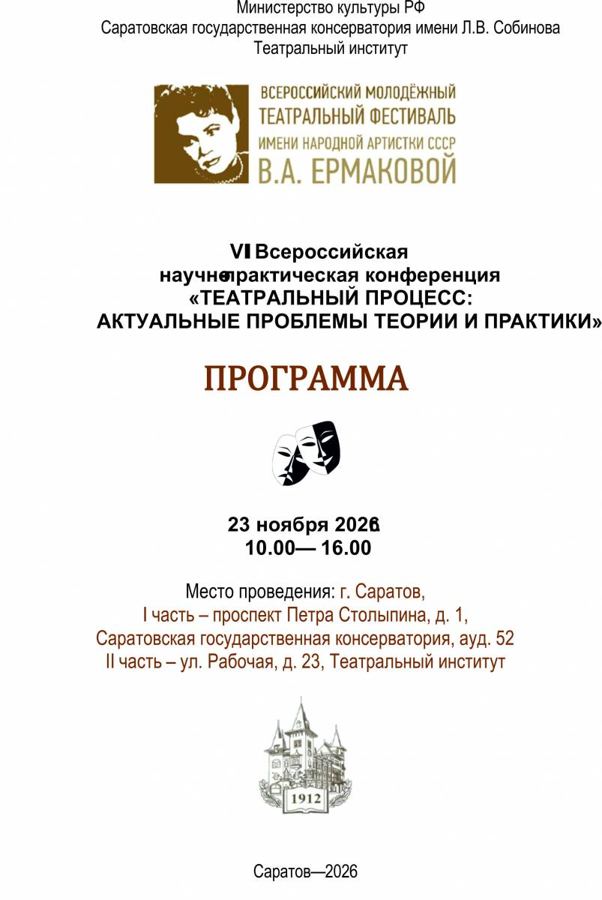 Министерство культуры РФ
Саратовская государственная консерватория имени Л.В. Собинова
Театральный институт
ВСЕРОССИЙСКИЙ МОЛОДЁЖНЫЙ
ТЕАТРАЛЬНЫЙ ФЕСТИВАЛЬ
ИМЕНИ НАРОДНОЙ АРТИСТКИ СССР
В.А. ЕРМАКОВОЙ
VII Всероссийская
научно-практическая конференция
«ТЕАТРАЛЬНЫЙ ПРОЦЕСС:
АКТУАЛЬНЫЕ ПРОБЛЕМЫ ТЕОРИИ И ПРАКТИКИ»
ПРОГРАММА
23 ноября 2026
10.00— 16.00
Место проведения: г. Саратов,
I часть – проспект Петра Столыпина, д. 1,
Саратовская государственная консерватория, ауд. 52
II часть – ул. Рабочая, д. 23, Театральный институт
1912
Саратов—2026